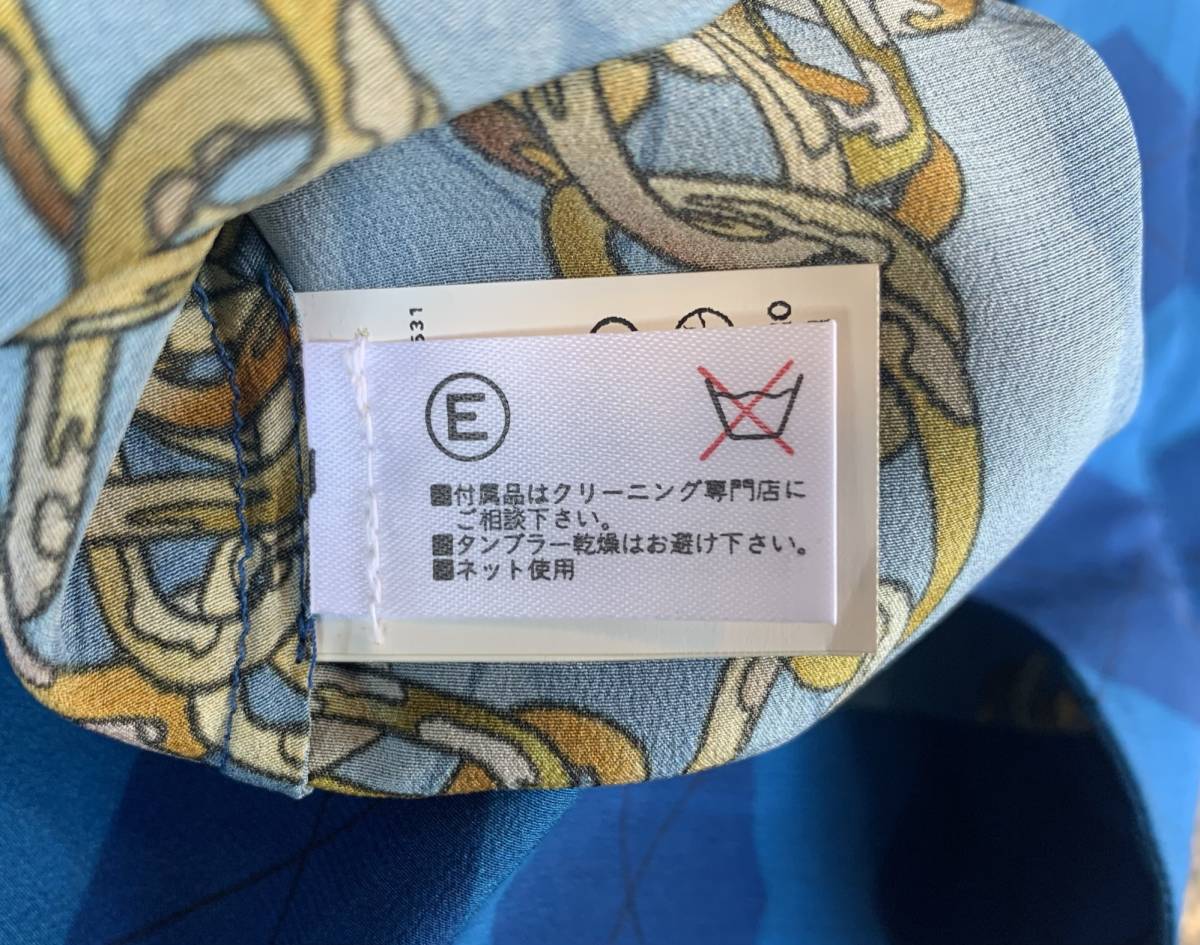 531
E
■付属品はクリーニング専門店に
ご相談下さい。
■タンブラー乾燥はお避け下さい。
■ネット使用